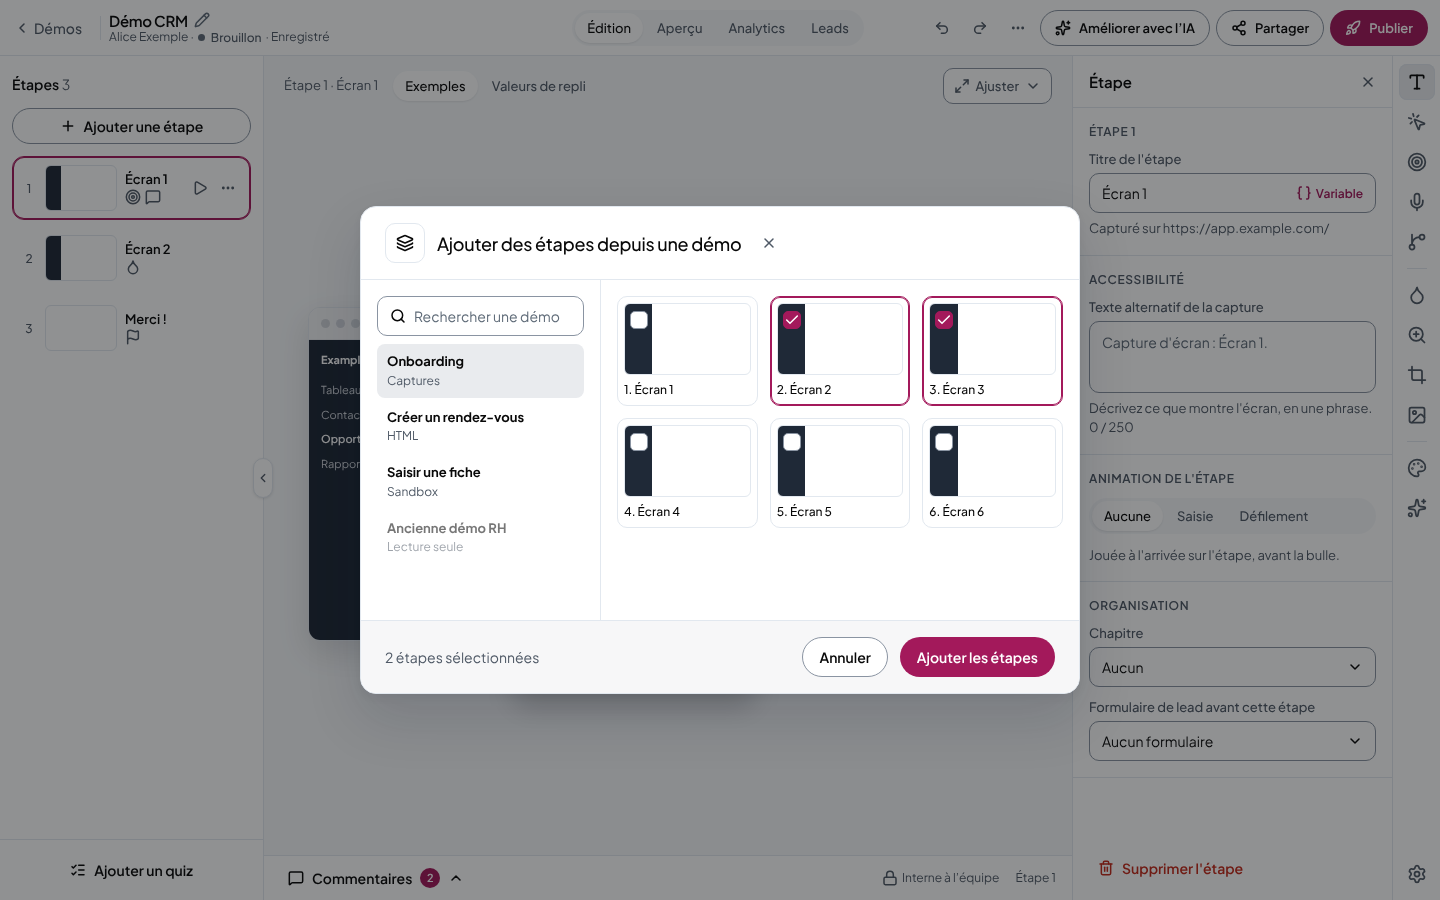 Démos
Démo CRM
Alice Exemple · Brouillon · Enregistré
Édition
Aperçu
Analytics
Leads
Améliorer avec l'IA
Partager
Publier
Étapes 3
Ajouter une étape
1
Écran 1
2
Écran 2
3
Merci !
Ajouter un quiz
Étape 1 · Écran 1
Exemples
Valeurs de repli
Ajuster
Ajouter des étapes depuis une démo
Rechercher une démo
Onboarding
Captures
Créer un rendez-vous
HTML
Saisir une fiche
Sandbox
Ancienne démo RH
Lecture seule
1. Écran 1
2. Écran 2
3. Écran 3
4. Écran 4
5. Écran 5
6. Écran 6
2 étapes sélectionnées
Annuler
Ajouter les étapes
Commentaires 2
Interne à l'équipe
Étape 1
Étape
ÉTAPE 1
Titre de l'étape
Écran 1
{ } Variable
Capturé sur https://app.example.com/
ACCESSIBILITÉ
Texte alternatif de la capture
Capture d'écran : Écran 1.
Décrivez ce que montre l'écran, en une phrase.
0 / 250
ANIMATION DE L'ÉTAPE
Aucune
Saisie
Défilement
Jouée à l'arrivée sur l'étape, avant la bulle.
ORGANISATION
Chapitre
Aucun
Formulaire de lead avant cette étape
Aucun formulaire
Supprimer l'étape